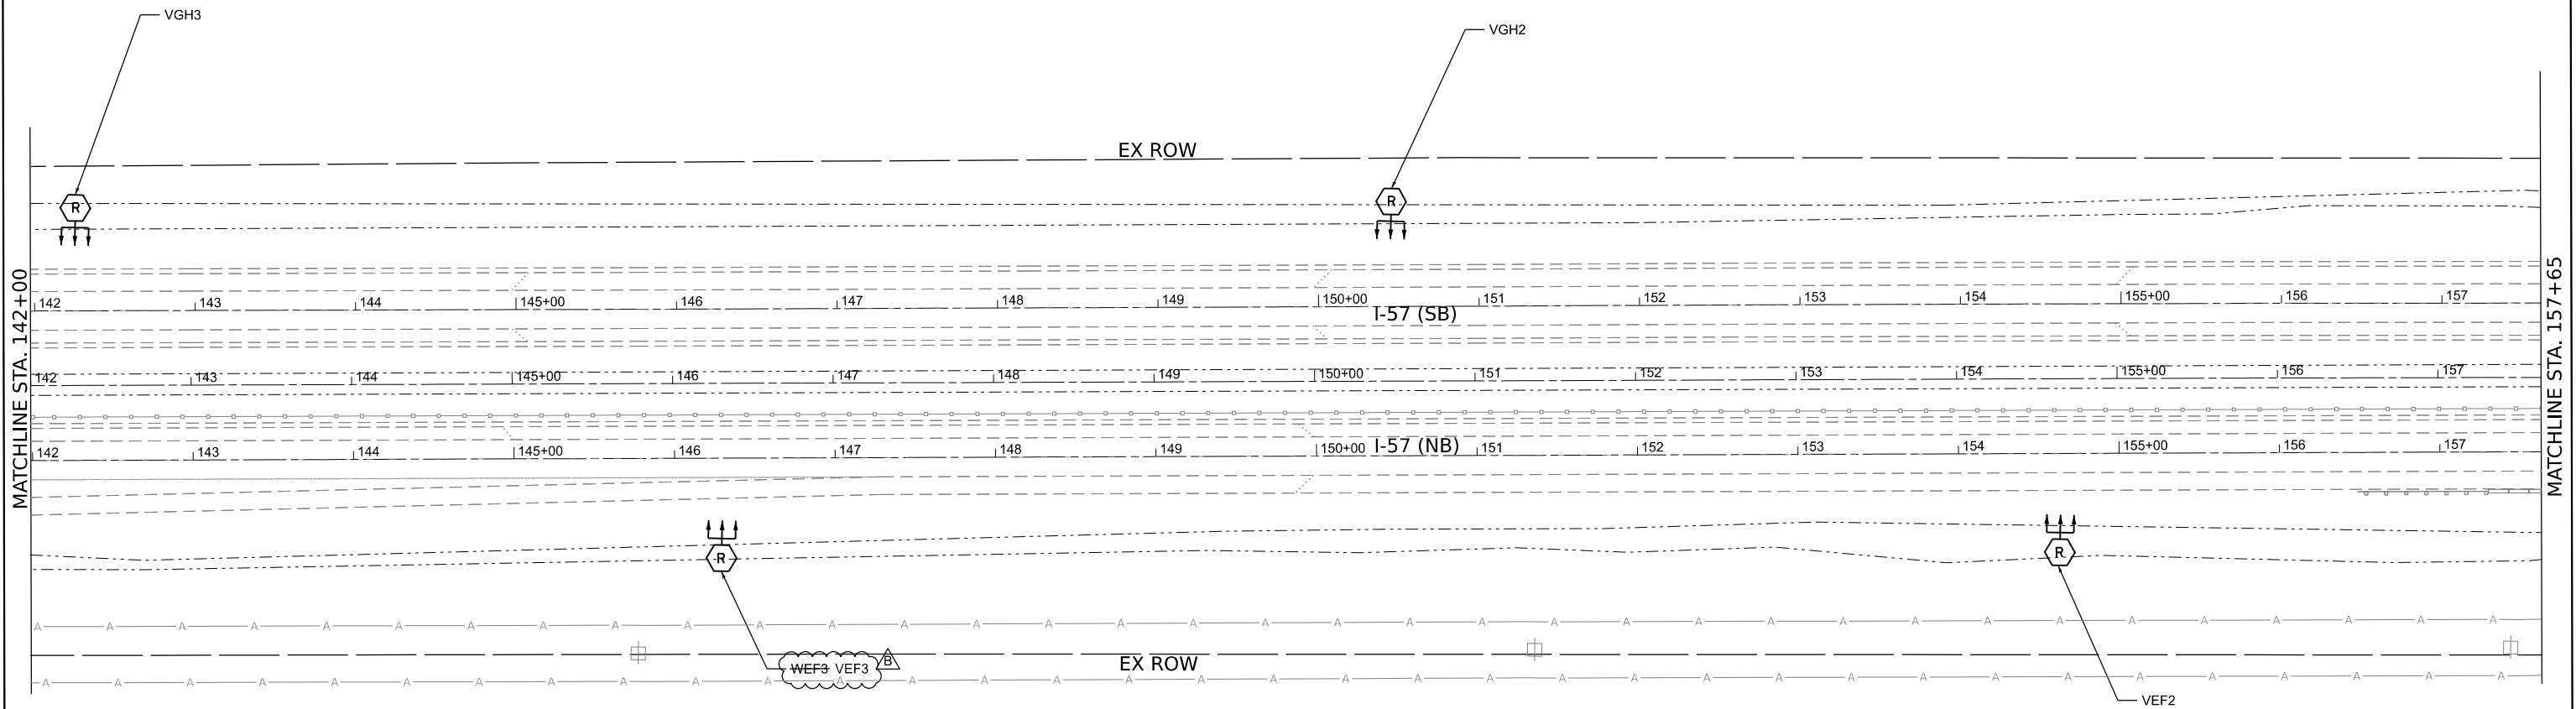 VGH3
VGH2
EX ROW
R
R
MATCHLINE STA. 142+00
MATCHLINE STA. 157+65
142 143 144 145+00 146 147 148 149 150+00 151 152 153 154 155+00 156 157
I-57 (SB)
142 143 144 145+00 146 147 148 149 150+00 151 152 153 154 155+00 156 157
I-57 (NB)
142 143 144 145+00 146 147 148 149 150+00 151 152 153 154 155+00 156 157
R
R
A A A A A A A A A A A A A A A A A A A A A A A A A A A A A A A A A A A
WEF3 VEF3 B
EX ROW
A A A A A A A A A A A A A A A A A A A A A A A A A A A A A A A A A A A
VEF2